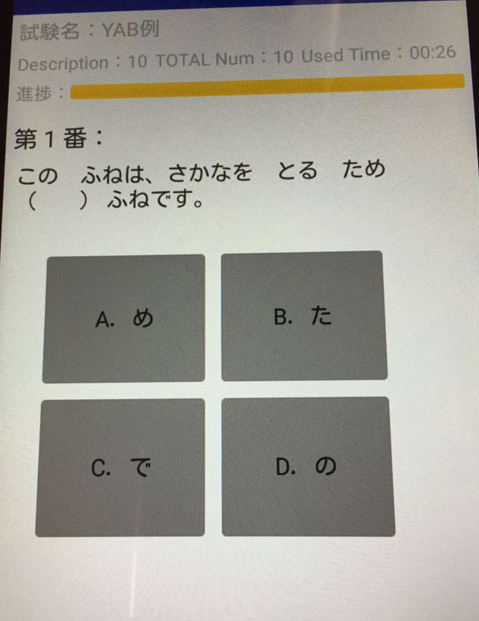 試験名：YAB例
Description：10 TOTAL Num：10 Used Time：00:26
進捗：
第1番：
この　ふねは、さかなを　とる　ため
（　　）ふねです。
A. め
B. た
C. で
D. の